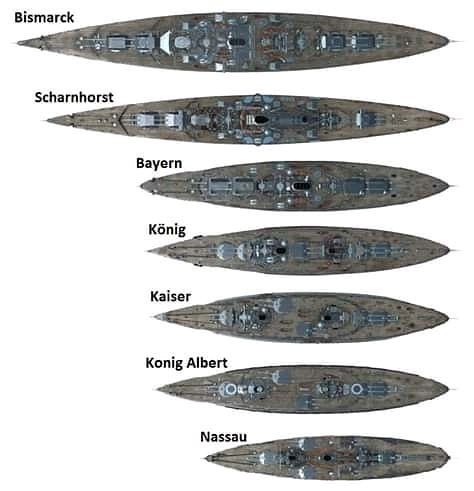 Bismarck
Scharnhorst
Bayern
König
Kaiser
Konig Albert
Nassau